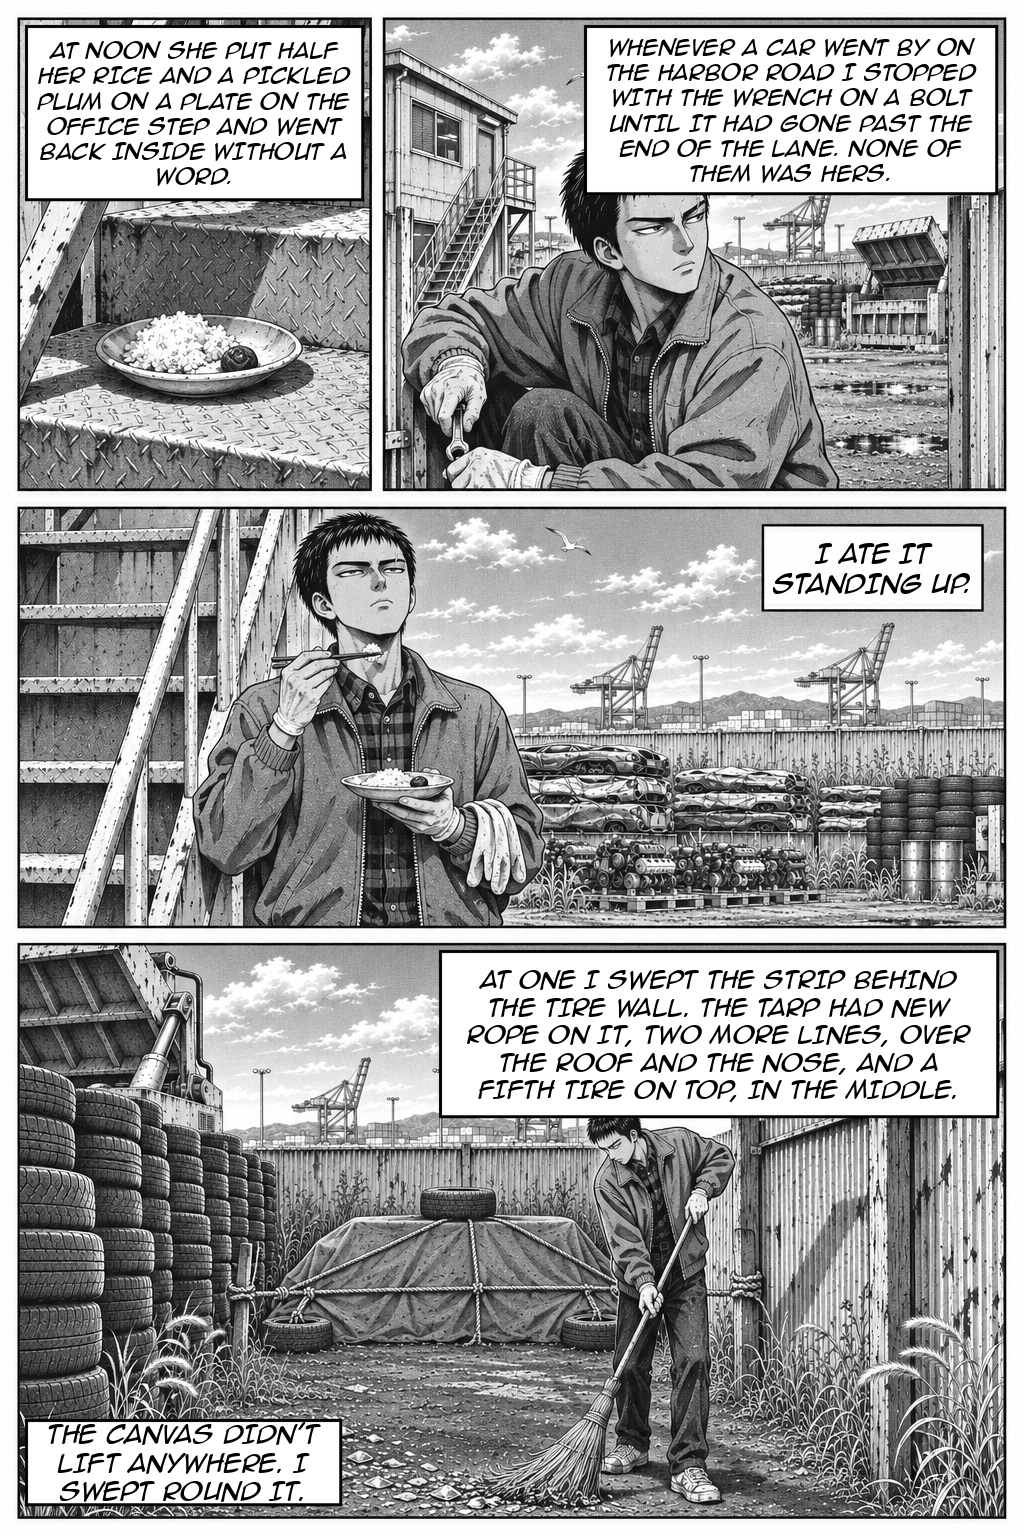 AT NOON SHE PUT HALF
HER RICE AND A PICKLED
PLUM ON A PLATE ON THE
OFFICE STEP AND WENT
BACK INSIDE WITHOUT A
WORD.
WHENEVER A CAR WENT BY ON
THE HARBOR ROAD I STOPPED
WITH THE WRENCH ON A BOLT
UNTIL IT HAD GONE PAST THE
END OF THE LANE. NONE OF
THEM WAS HERS.
I ATE IT
STANDING UP.
AT ONE I SWEPT THE STRIP BEHIND
THE TIRE WALL. THE TARP HAD NEW
ROPE ON IT, TWO MORE LINES, OVER
THE ROOF AND THE NOSE, AND A
FIFTH TIRE ON TOP, IN THE MIDDLE.
THE CANVAS DIDN'T
LIFT ANYWHERE. I
SWEPT ROUND IT.